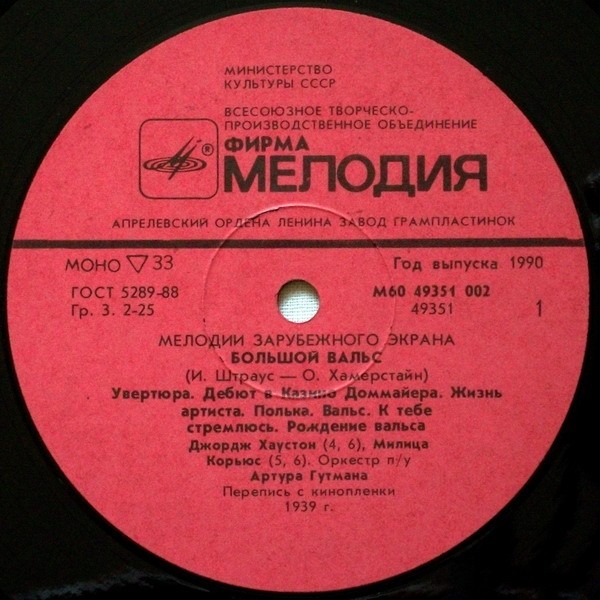 МИНИСТЕРСТВО
КУЛЬТУРЫ СССР
ВСЕСОЮЗНОЕ ТВОРЧЕСКО-
ПРОИЗВОДСТВЕННОЕ ОБЪЕДИНЕНИЕ
®
ФИРМА
МЕЛОДИЯ
АПРЕЛЕВСКИЙ ОРДЕНА ЛЕНИНА ЗАВОД ГРАМПЛАСТИНОК
МОНО ▽ 33
Год выпуска 1990
ГОСТ 5289-88
М60 49351 002
Гр. 3. 2-25
49351
1
МЕЛОДИИ ЗАРУБЕЖНОГО ЭКРАНА
БОЛЬШОЙ ВАЛЬС
(И. Штраус — О. Хамерстайн)
Увертюра. Дебют в Казино Доммайера. Жизнь
артиста. Полька. Вальс. К тебе
стремлюсь. Рождение вальса
Джордж Хаустон (4, 6), Милица
Корьюс (5, 6). Оркестр п/у
Артура Гутмана
Перепись с кинопленки
1939 г.